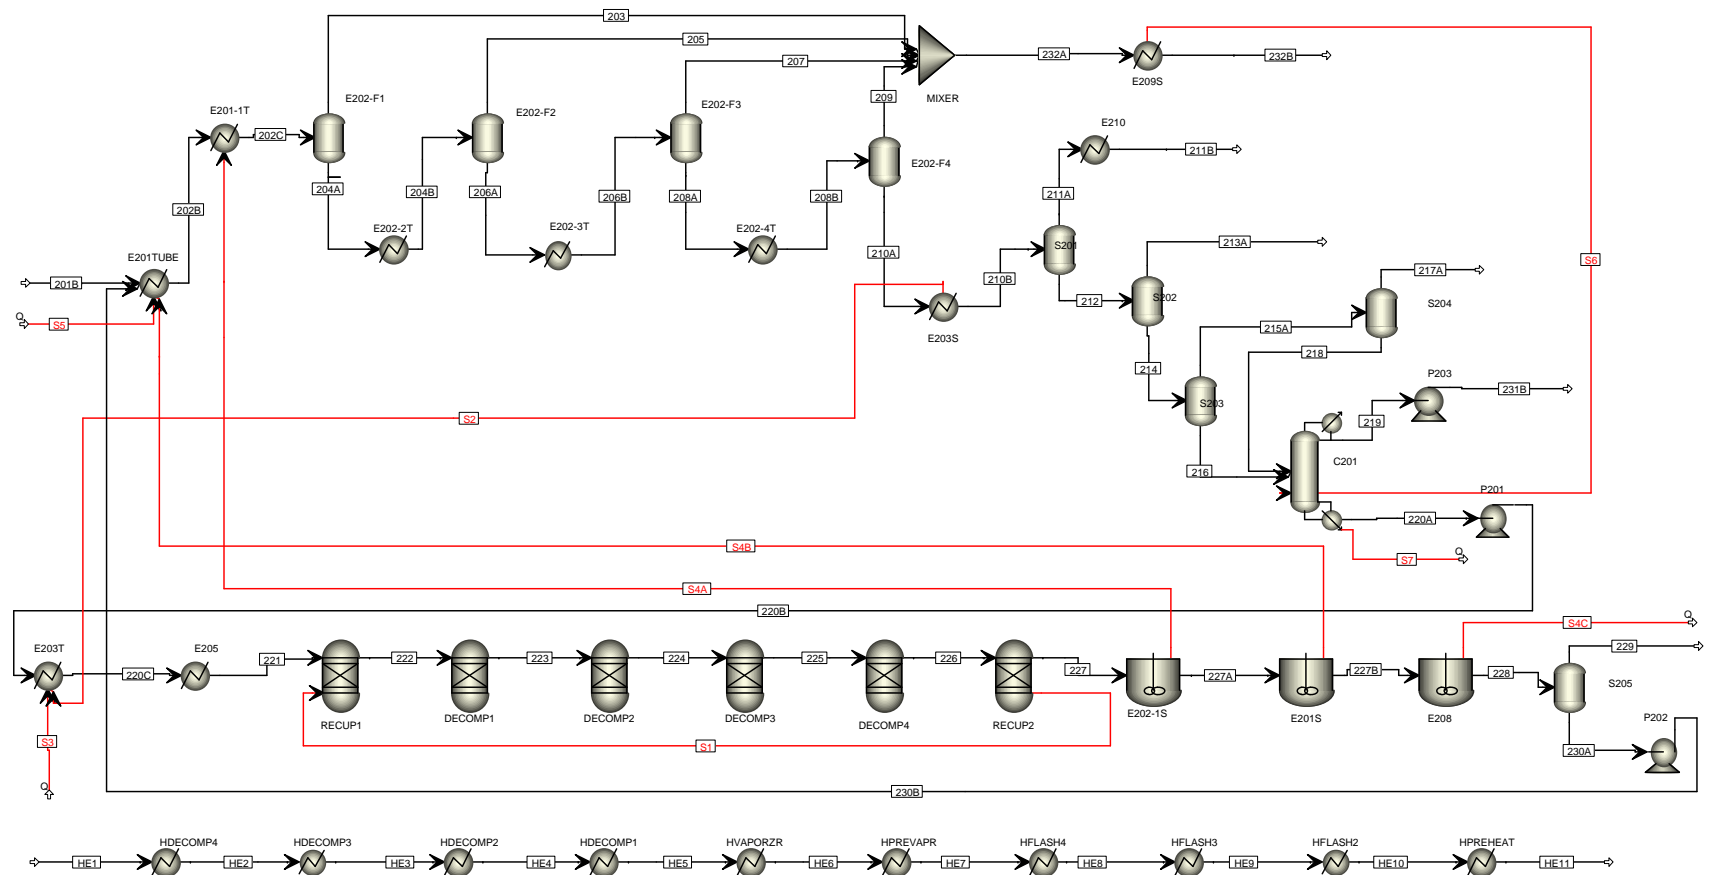 203
205
207
232A
232B
E209S
MIXER
209
E202-F1
E202-F2
E202-F3
E202-F4
E201-1T
202C
E210
211B
204A
204B
206A
206B
208A
208B
211A
202B
E202-2T
E202-3T
E202-4T
S201
213A
210A
210B
S6
217A
E201TUBE
201B
212
S202
S204
Q
S5
E203S
215A
218
214
P203
231B
S203
S2
219
C201
216
P201
220A
S4B
Q
S7
S4A
220B
Q
S4C
E203T
E205
220C
221
222
223
224
225
226
227
227A
227B
228
229
S205
RECUP1
DECOMP1
DECOMP2
DECOMP3
DECOMP4
RECUP2
E202-1S
E201S
E208
P202
S3
S1
230A
Q
230B
HDECOMP4
HDECOMP3
HDECOMP2
HDECOMP1
HVAPORZR
HPREVAPR
HFLASH4
HFLASH3
HFLASH2
HPREHEAT
HE1
HE2
HE3
HE4
HE5
HE6
HE7
HE8
HE9
HE10
HE11